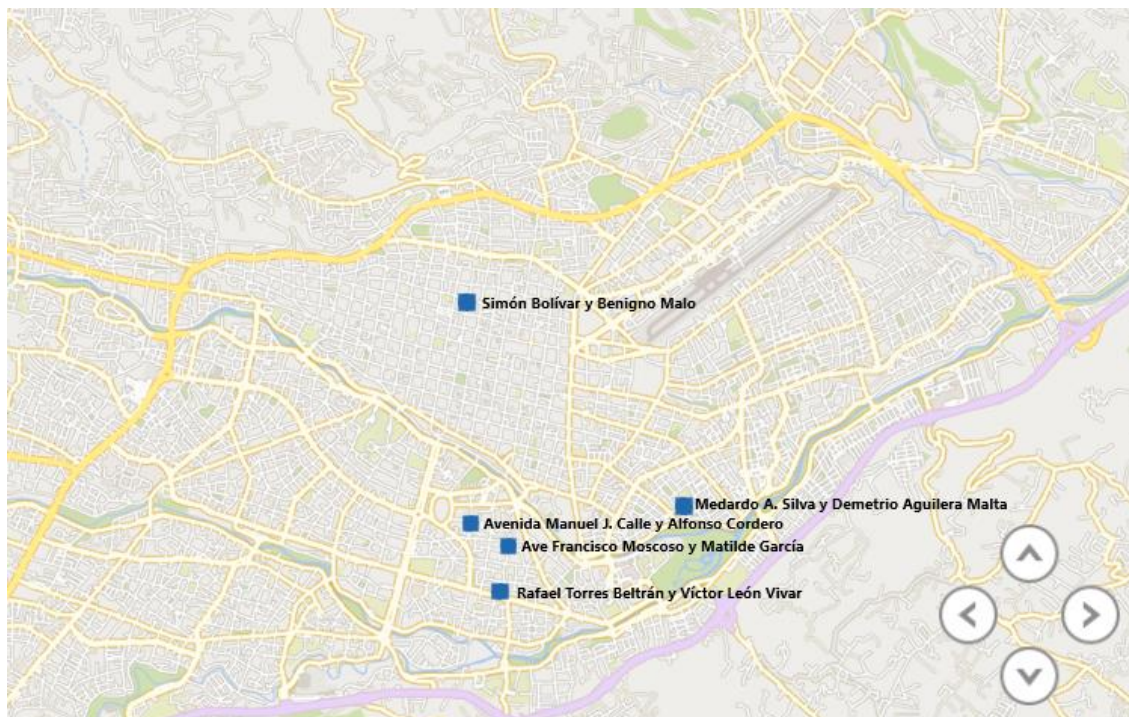 Simón Bolívar y Benigno Malo
Medardo A. Silva y Demetrio Aguilera Malta
Avenida Manuel J. Calle y Alfonso Cordero
Ave Francisco Moscoso y Matilde García
Rafael Torres Beltrán y Víctor León Vivar